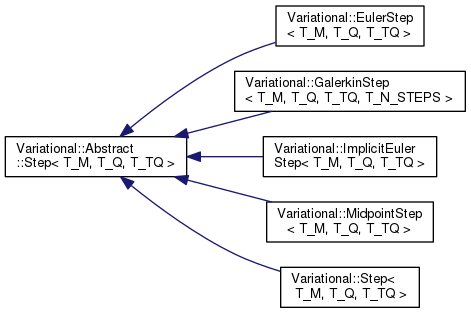 Variational::EulerStep
< T_M, T_Q, T_TQ >
Variational::GalerkinStep
< T_M, T_Q, T_TQ, T_N_STEPS >
Variational::Abstract
::Step< T_M, T_Q, T_TQ >
Variational::ImplicitEuler
Step< T_M, T_Q, T_TQ >
Variational::MidpointStep
< T_M, T_Q, T_TQ >
Variational::Step<
T_M, T_Q, T_TQ >